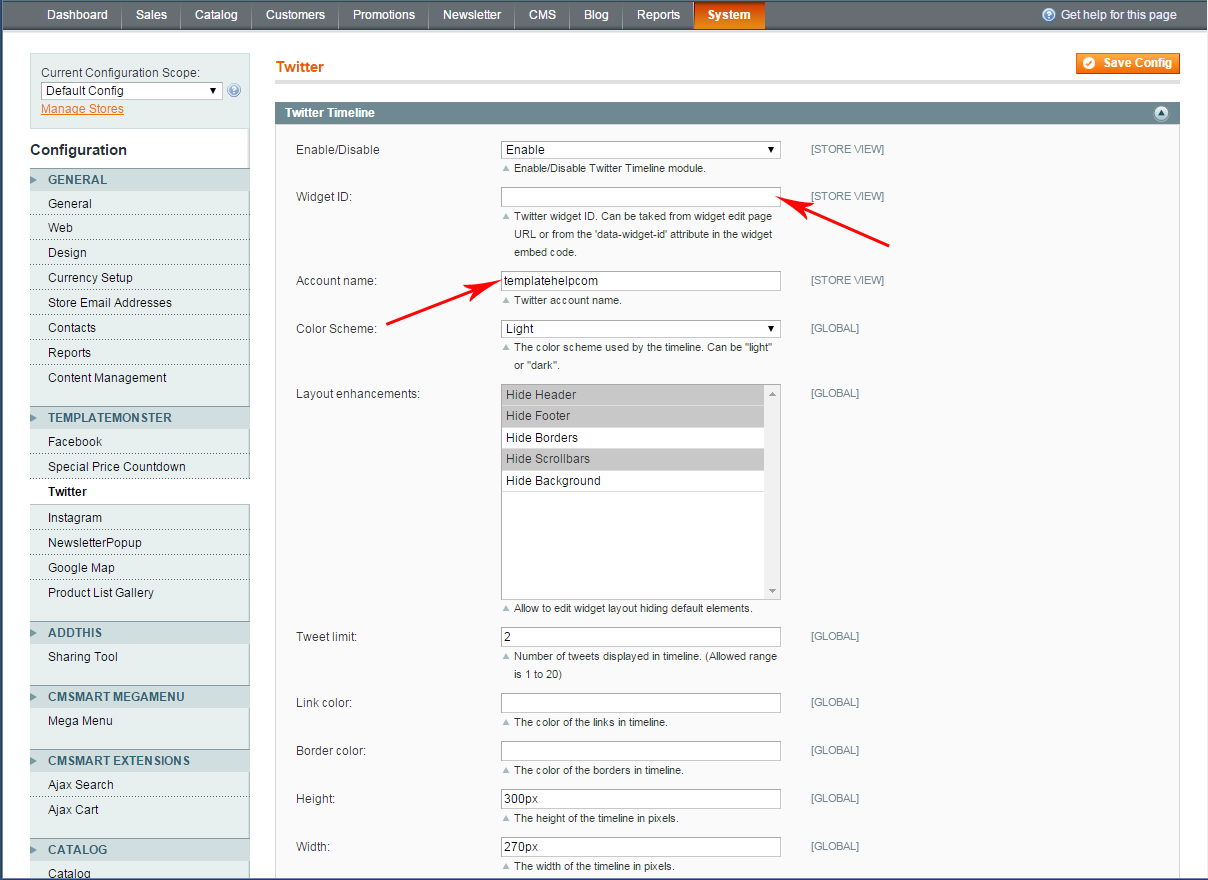 Dashboard Sales Catalog Customers Promotions Newsletter CMS Blog Reports System Get help for this page
Current Configuration Scope:
Default Config
Manage Stores
Configuration
GENERAL
General
Web
Design
Currency Setup
Store Email Addresses
Contacts
Reports
Content Management
TEMPLATEMONSTER
Facebook
Special Price Countdown
Twitter
Instagram
NewsletterPopup
Google Map
Product List Gallery
ADDTHIS
Sharing Tool
CMSMART MEGAMENU
Mega Menu
CMSMART EXTENSIONS
Ajax Search
Ajax Cart
CATALOG
Catalog
Twitter Save Config
Twitter Timeline
Enable/Disable Enable [STORE VIEW]
Enable/Disable Twitter Timeline module.
Widget ID: [STORE VIEW]
Twitter widget ID. Can be taked from widget edit page
URL or from the 'data-widget-id' attribute in the widget
embed code.
Account name: templatehelpcom [STORE VIEW]
Twitter account name.
Color Scheme: Light [GLOBAL]
The color scheme used by the timeline. Can be "light"
or "dark".
Layout enhancements: Hide Header [GLOBAL]
Hide Footer
Hide Borders
Hide Scrollbars
Hide Background
Allow to edit widget layout hiding default elements.
Tweet limit: 2 [GLOBAL]
Number of tweets displayed in timeline. (Allowed range
is 1 to 20)
Link color: [GLOBAL]
The color of the links in timeline.
Border color: [GLOBAL]
The color of the borders in timeline.
Height: 300px [GLOBAL]
The height of the timeline in pixels.
Width: 270px [GLOBAL]
The width of the timeline in pixels.